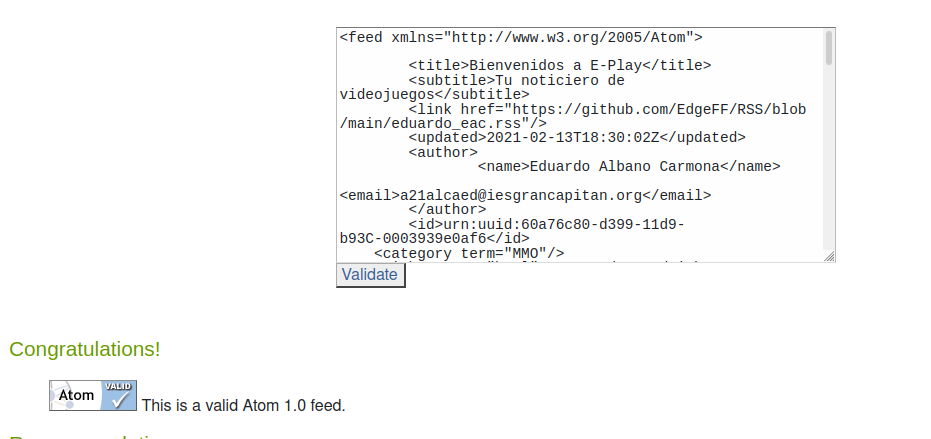 <feed xmlns="http://www.w3.org/2005/Atom">
<title>Bienvenidos a E-Play</title>
<subtitle>Tu noticiero de
videojuegos</subtitle>
<link href="https://github.com/EdgeFF/RSS/blob
/main/eduardo_eac.rss"/>
<updated>2021-02-13T18:30:02Z</updated>
<author>
<name>Eduardo Albano Carmona</name>
<email>a21alcaed@iesgrancapitan.org</email>
</author>
<id>urn:uuid:60a76c80-d399-11d9-
b93C-0003939e0af6</id>
<category term="MMO"/>
Validate
Congratulations!
Atom VALID
This is a valid Atom 1.0 feed.